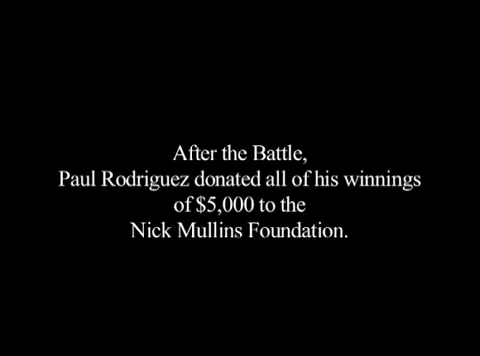 After the Battle,
Paul Rodriguez donated all of his winnings
of $5,000 to the
Nick Mullins Foundation.